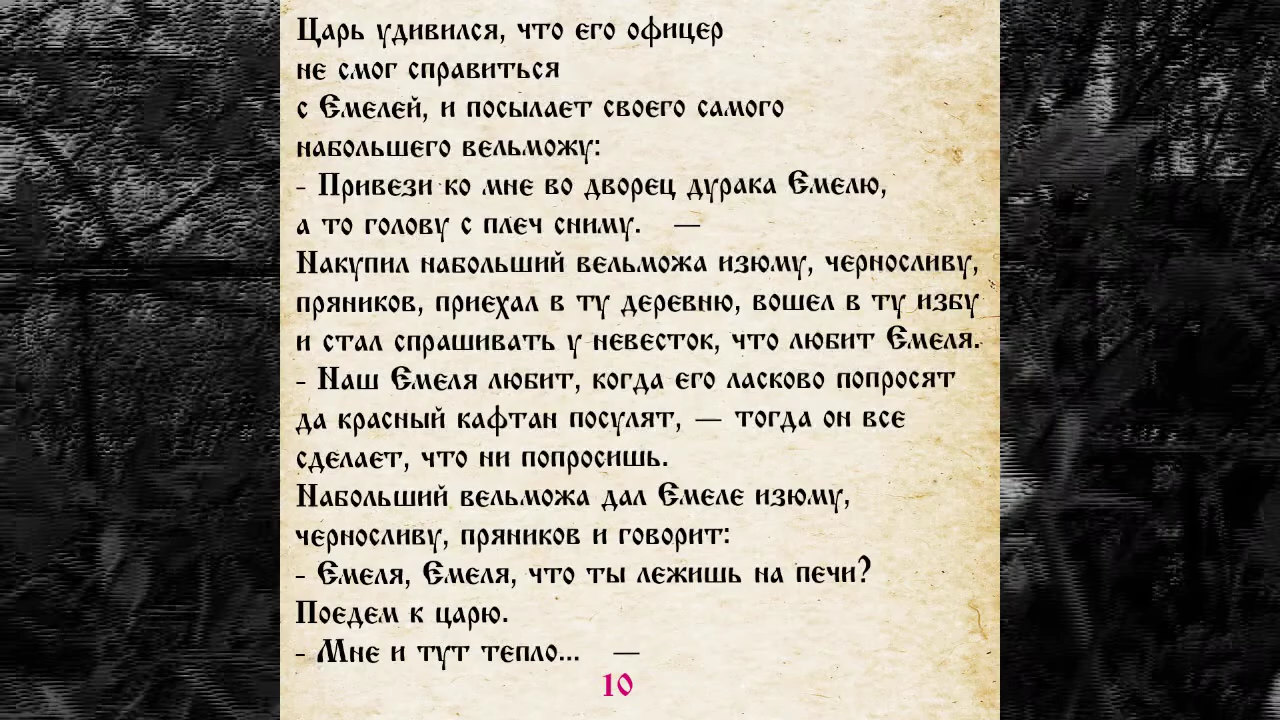 Царь удивился, что его офицер
не смог справиться
с Емелей, и посылает своего самого
набольшего вельможу:
- Привези ко мне во дворец дурака Емелю,
а то голову с плеч сниму. —
Накупил набольший вельможа изюму, черносливу,
пряников, приехал в ту деревню, вошел в ту избу
и стал спрашивать у невесток, что любит Емеля.
- Наш Емеля любит, когда его ласково попросят
да красный кафтан посулят, — тогда он все
сделает, что ни попросишь.
Набольший вельможа дал Емеле изюму,
черносливу, пряников и говорит:
- Емеля, Емеля, что ты лежишь на печи?
Поедем к царю.
- Мне и тут тепло... —
10